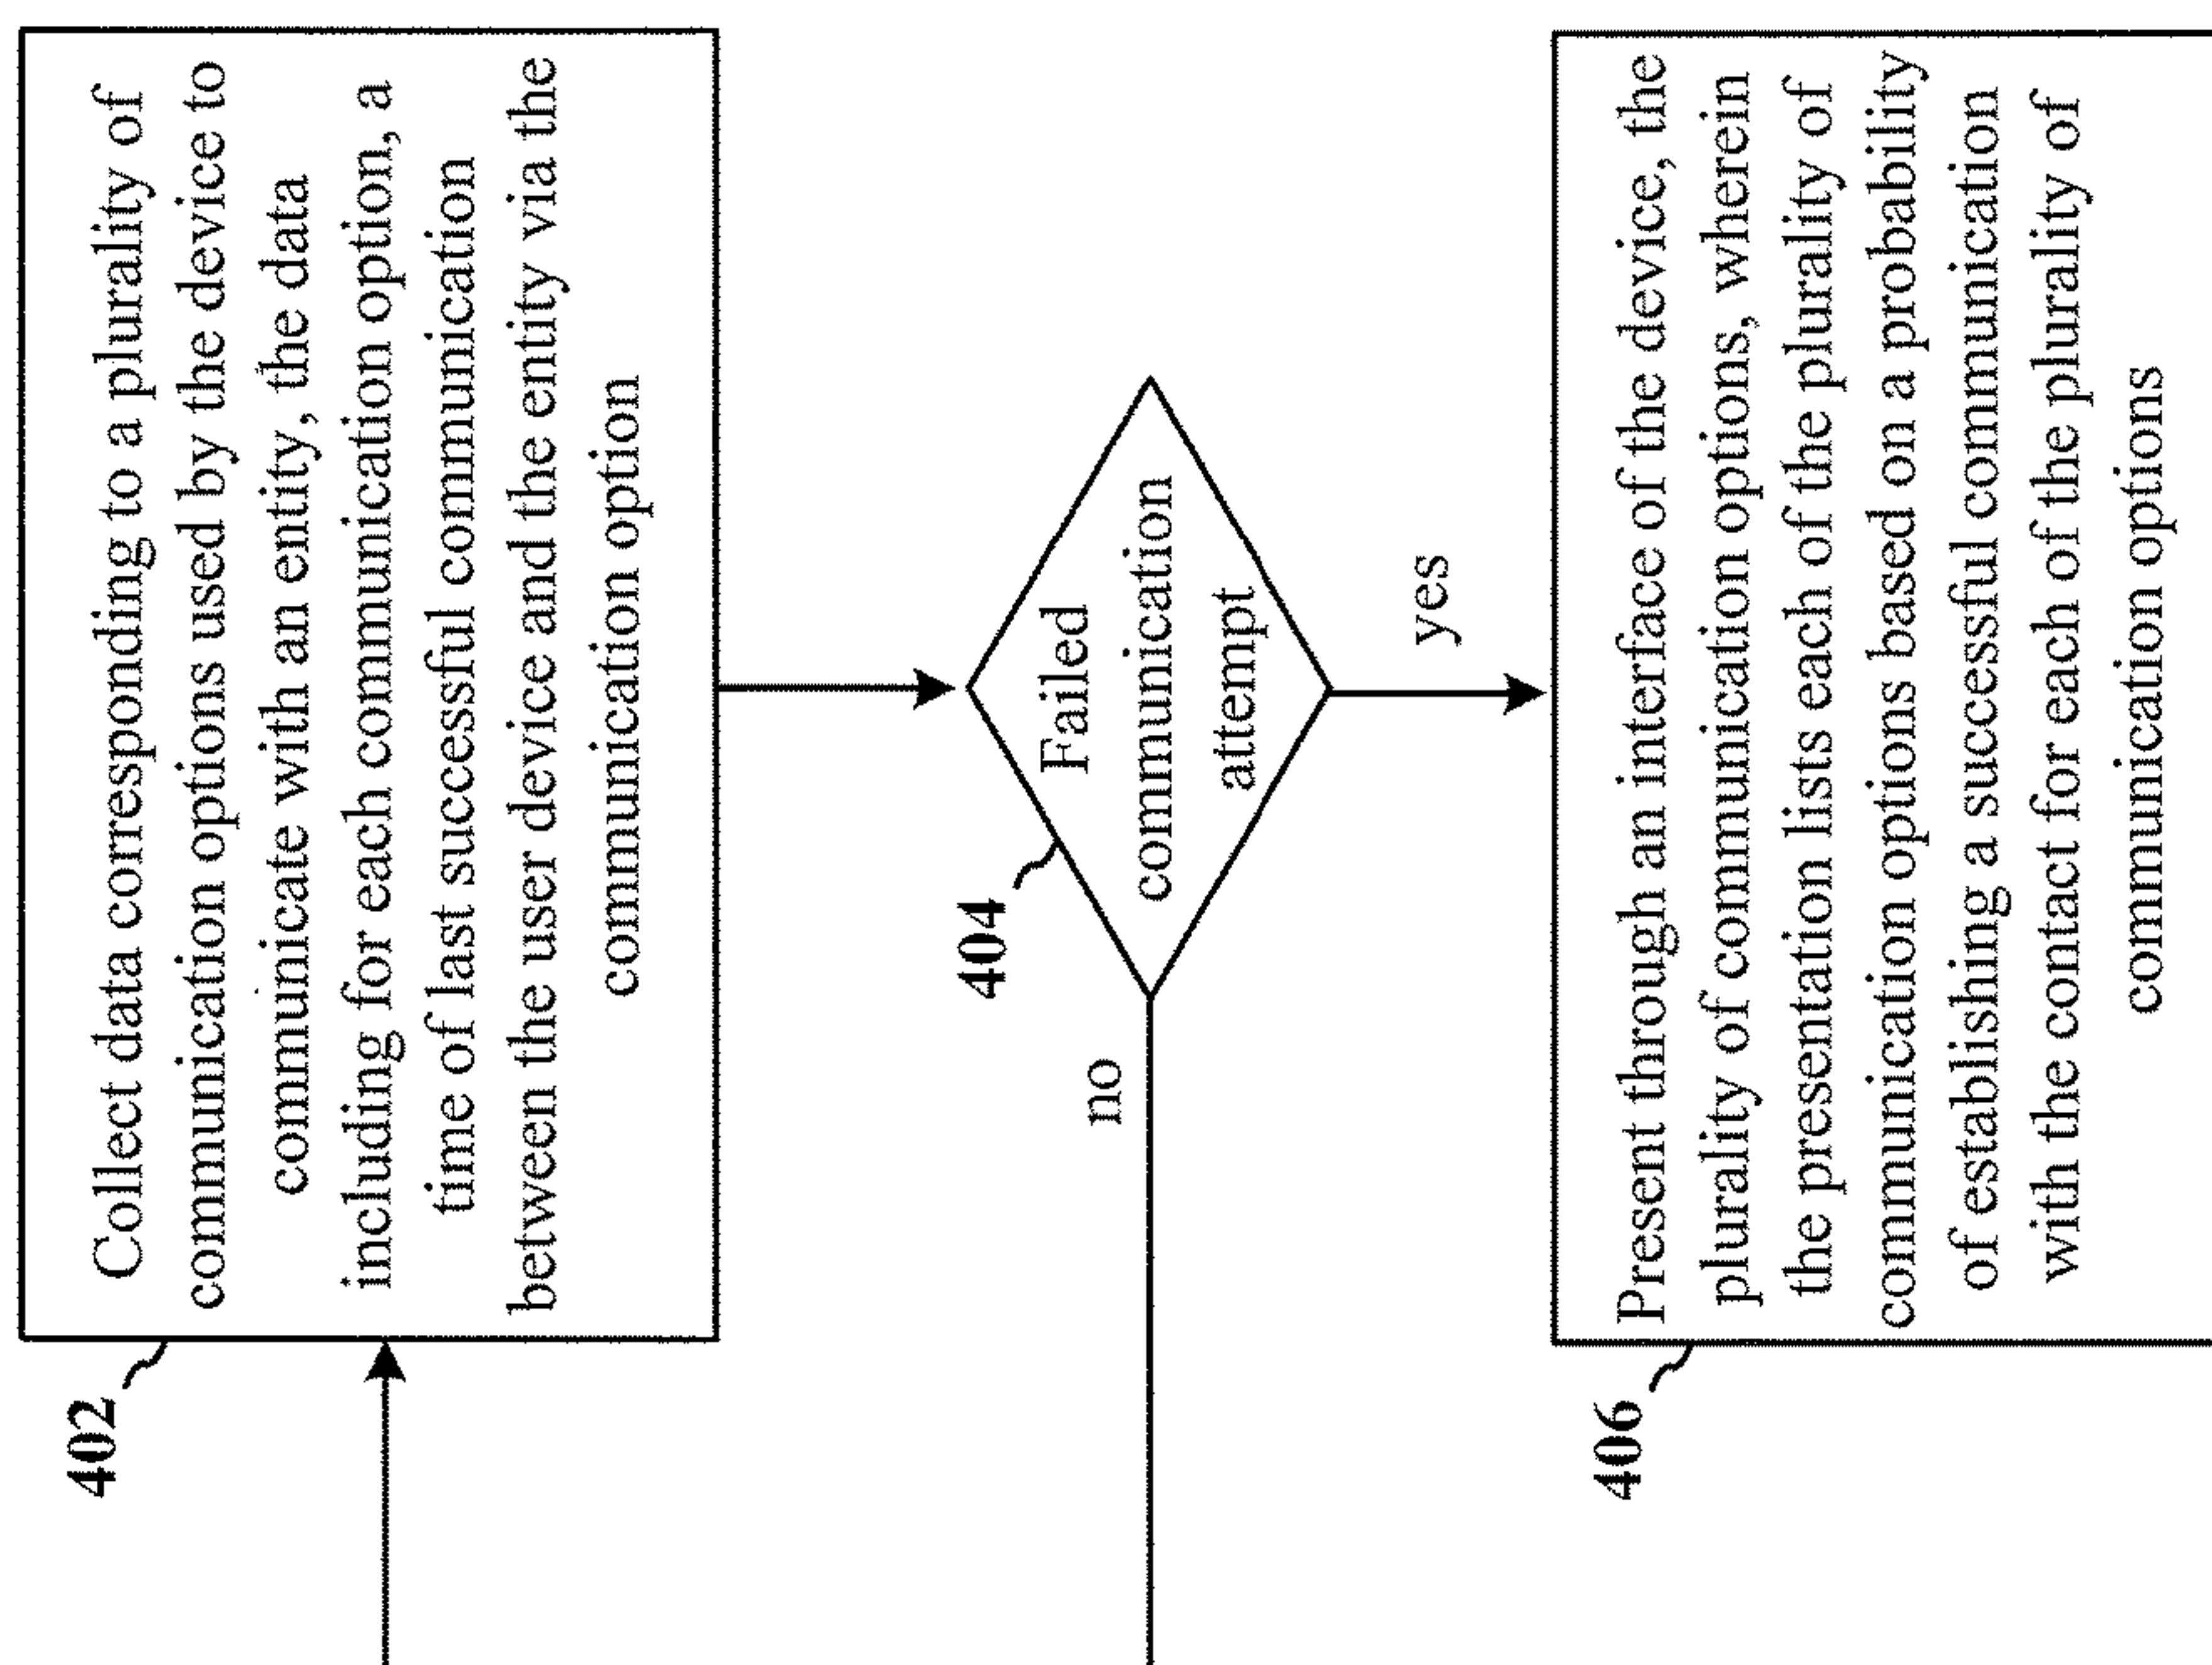 402
Collect data corresponding to a plurality of
communication options used by the device to
communicate with an entity, the data
including for each communication option, a
time of last successful communication
between the user device and the entity via the
communication option
404
Failed
communication
attempt
no
yes
406
Present through an interface of the device, the
plurality of communication options, wherein
the presentation lists each of the plurality of
communication options based on a probability
of establishing a successful communication
with the contact for each of the plurality of
communication options